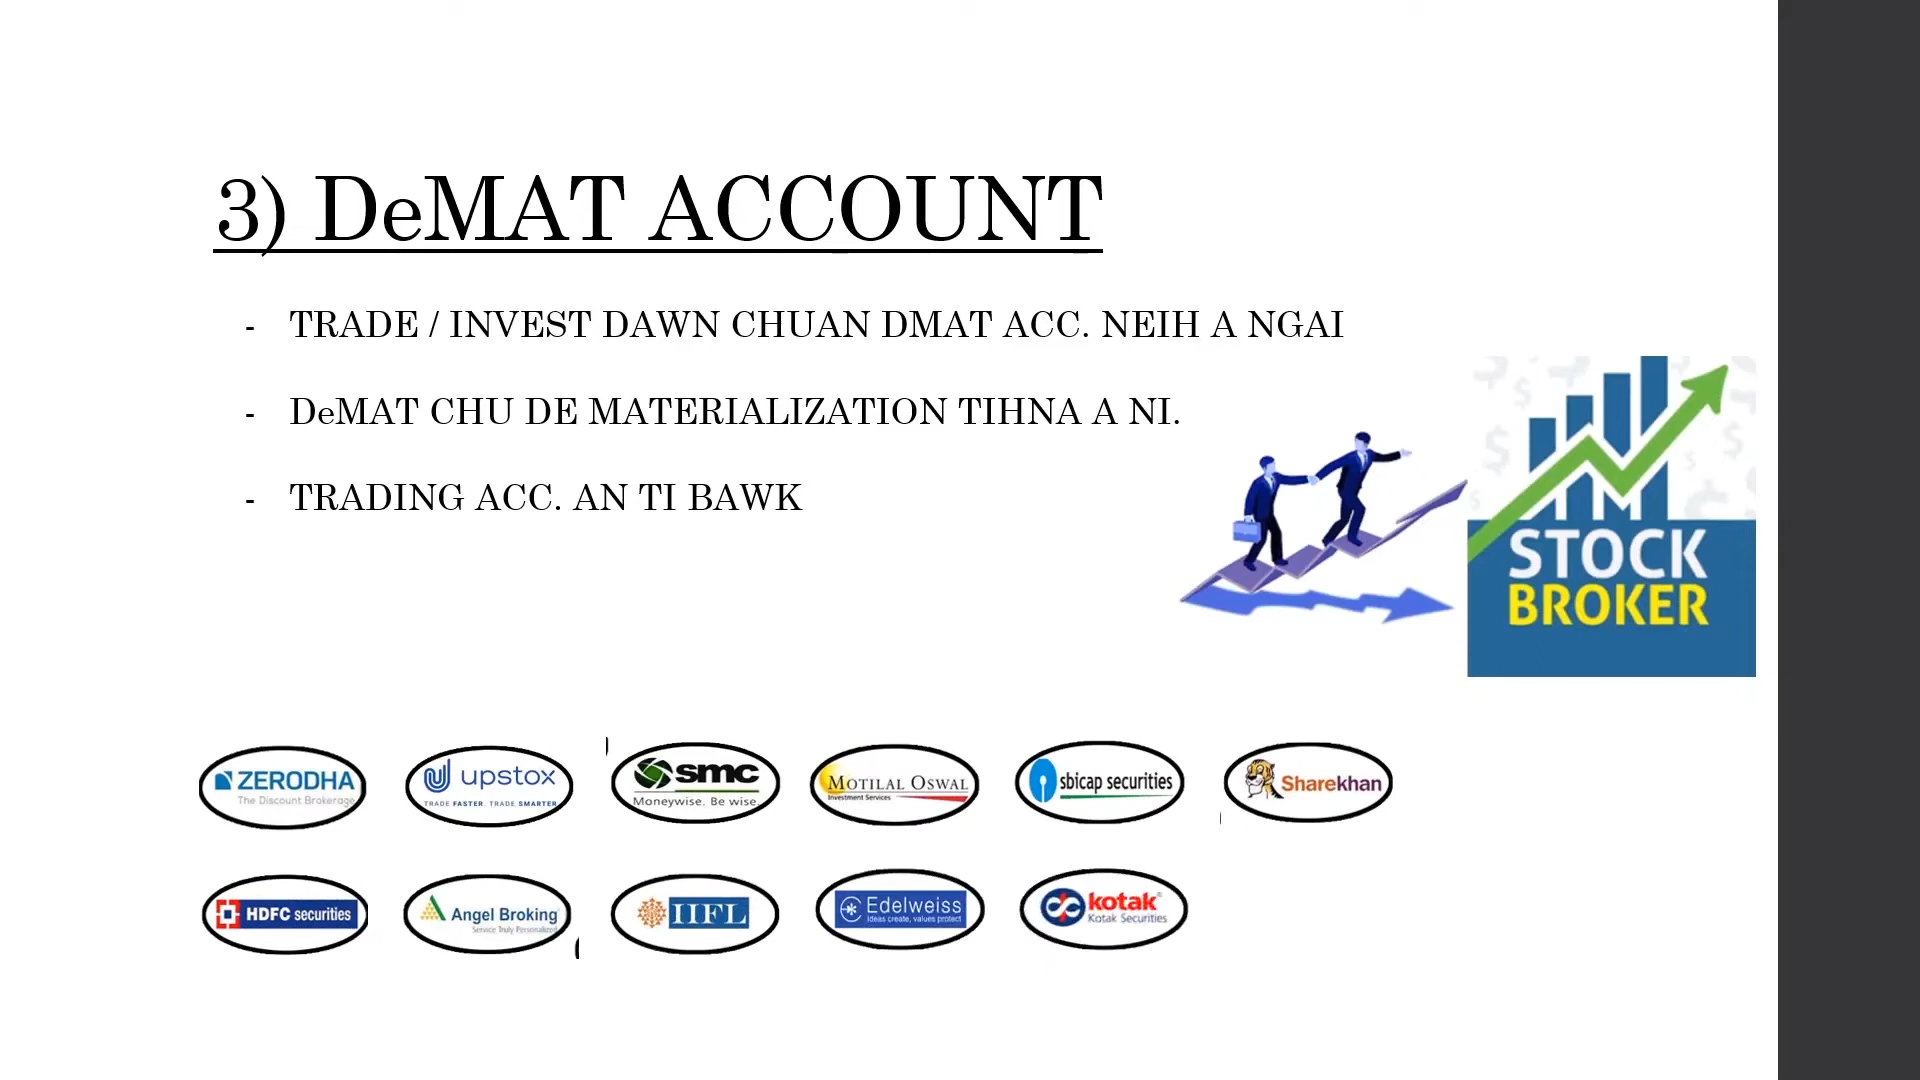 3) DeMAT ACCOUNT
- TRADE / INVEST DAWN CHUAN DMAT ACC. NEIH A NGAI
- DeMAT CHU DE MATERIALIZATION TIHNA A NI.
- TRADING ACC. AN TI BAWK
STOCK
BROKER
ZERODHA
The Discount Brokerage
upstox
TRADE FASTER. TRADE SMARTER
smc
Moneywise. Be wise.
MOTILAL OSWAL
Investment Services
sbicap securities
Sharekhan
HDFC securities
Angel Broking
Service Truly Personalized
IIFL
Edelweiss
Ideas create, values protect
kotak
Kotak Securities